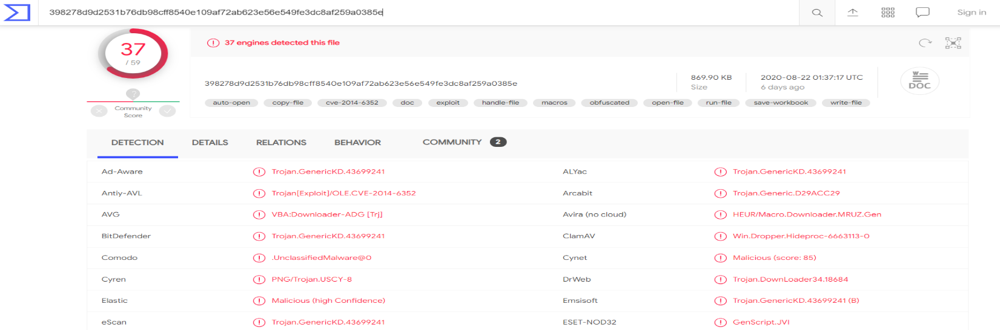 398278d9d2531b76db98cff8540e109af72ab623e56e549fe3dc8af259a0385e
Sign in
37
/ 59
?
Community
Score
37 engines detected this file
398278d9d2531b76db98cff8540e109af72ab623e56e549fe3dc8af259a0385e
869.90 KB
Size
2020-08-22 01:37:17 UTC
6 days ago
W
DOC
auto-open copy-file cve-2014-6352 doc exploit handle-file macros obfuscated open-file run-file save-workbook write-file
DETECTION DETAILS RELATIONS BEHAVIOR COMMUNITY 2
Ad-Aware Trojan.GenericKD.43699241 ALYac Trojan.GenericKD.43699241
Antiy-AVL Trojan[Exploit]/OLE.CVE-2014-6352 Arcabit Trojan.Generic.D29ACC29
AVG VBA:Downloader-ADG [Trj] Avira (no cloud) HEUR/Macro.Downloader.MRUZ.Gen
BitDefender Trojan.GenericKD.43699241 ClamAV Win.Dropper.Hideproc-6663113-0
Comodo .UnclassifiedMalware@0 Cynet Malicious (score: 85)
Cyren PNG/Trojan.USCY-8 DrWeb Trojan.DownLoader34.18684
Elastic Malicious (high Confidence) Emsisoft Trojan.GenericKD.43699241 (B)
eScan Trojan.GenericKD.43699241 ESET-NOD32 GenScript.JVI